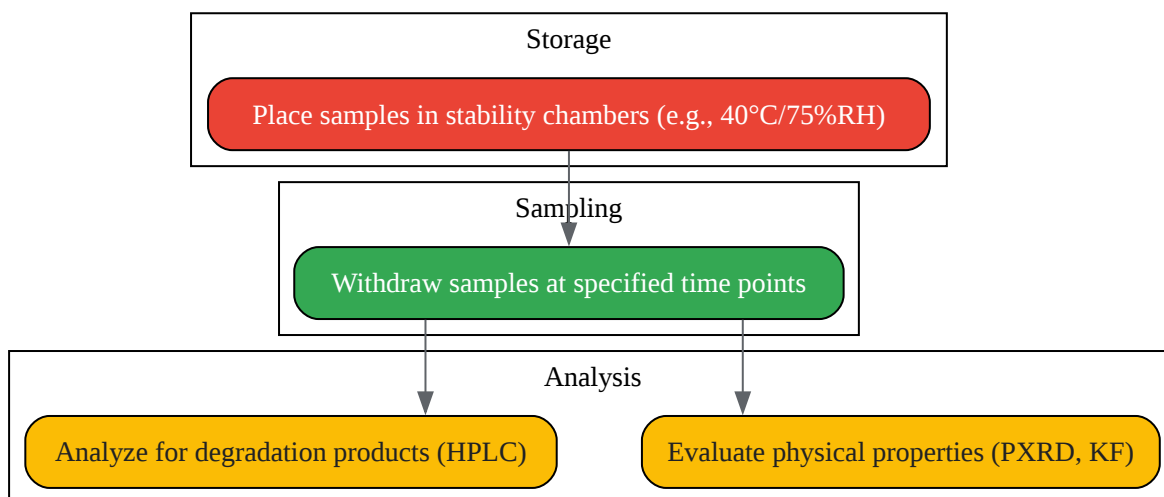 Storage
Place samples in stability chambers (e.g., 40°C/75%RH)
Sampling
Withdraw samples at specified time points
Analysis
Analyze for degradation products (HPLC)
Evaluate physical properties (PXRD, KF)